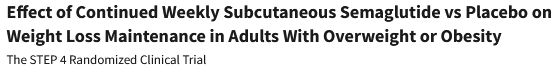 Effect of Continued Weekly Subcutaneous Semaglutide vs Placebo on
Weight Loss Maintenance in Adults With Overweight or Obesity
The STEP 4 Randomized Clinical Trial